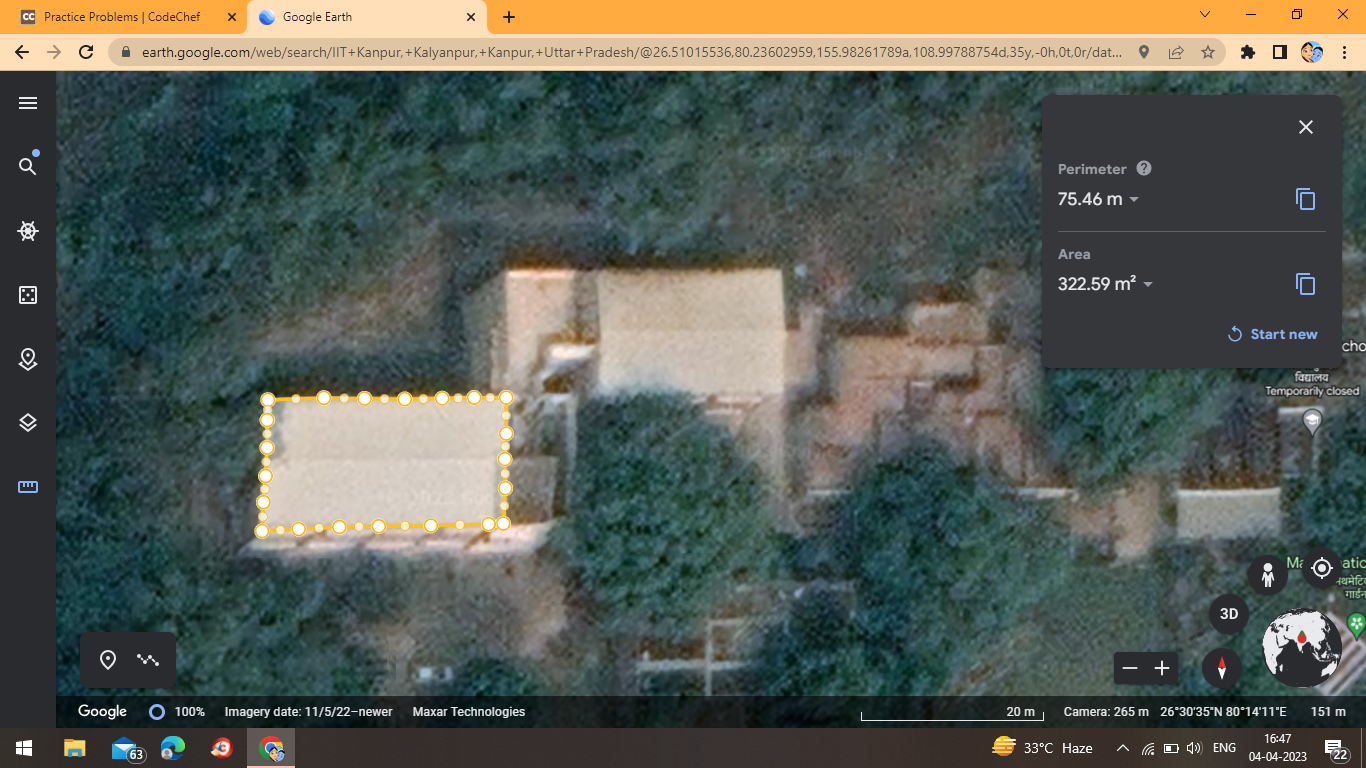 Practice Problems | CodeChef
Google Earth
earth.google.com/web/search/IIT+Kanpur,+Kalyanpur,+Kanpur,+Uttar+Pradesh/@26.51015536,80.23602959,155.98261789a,108.99788754d,35y,-0h,0t,0r/dat...
Perimeter ?
75.46 m
Area
322.59 m²
Start new
विद्यालय
Temporarily closed
3D
Google
100%
Imagery date: 11/5/22–newer
Maxar Technologies
20 m
Camera: 265 m
26°30'35"N 80°14'11"E
151 m
63
33°C Haze
ENG
16:47
04-04-2023
22